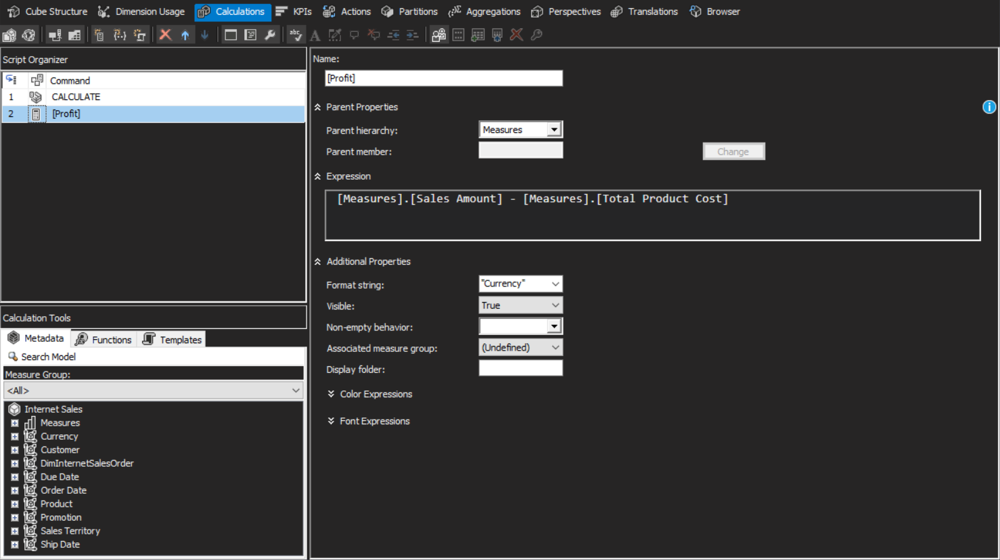 Cube Structure Dimension Usage Calculations KPIs Actions Partitions Aggregations Perspectives Translations Browser
abc
Script Organizer
Command
1 CALCULATE
2 [Profit]
Calculation Tools
Metadata Functions Templates
Search Model
Measure Group:
<All>
Internet Sales
Measures
Currency
Customer
DimInternetSalesOrder
Due Date
Order Date
Product
Promotion
Sales Territory
Ship Date
Name:
[Profit]
Parent Properties
Parent hierarchy: Measures
Parent member: Change
Expression
[Measures].[Sales Amount] - [Measures].[Total Product Cost]
Additional Properties
Format string: "Currency"
Visible: True
Non-empty behavior:
Associated measure group: (Undefined)
Display folder:
Color Expressions
Font Expressions